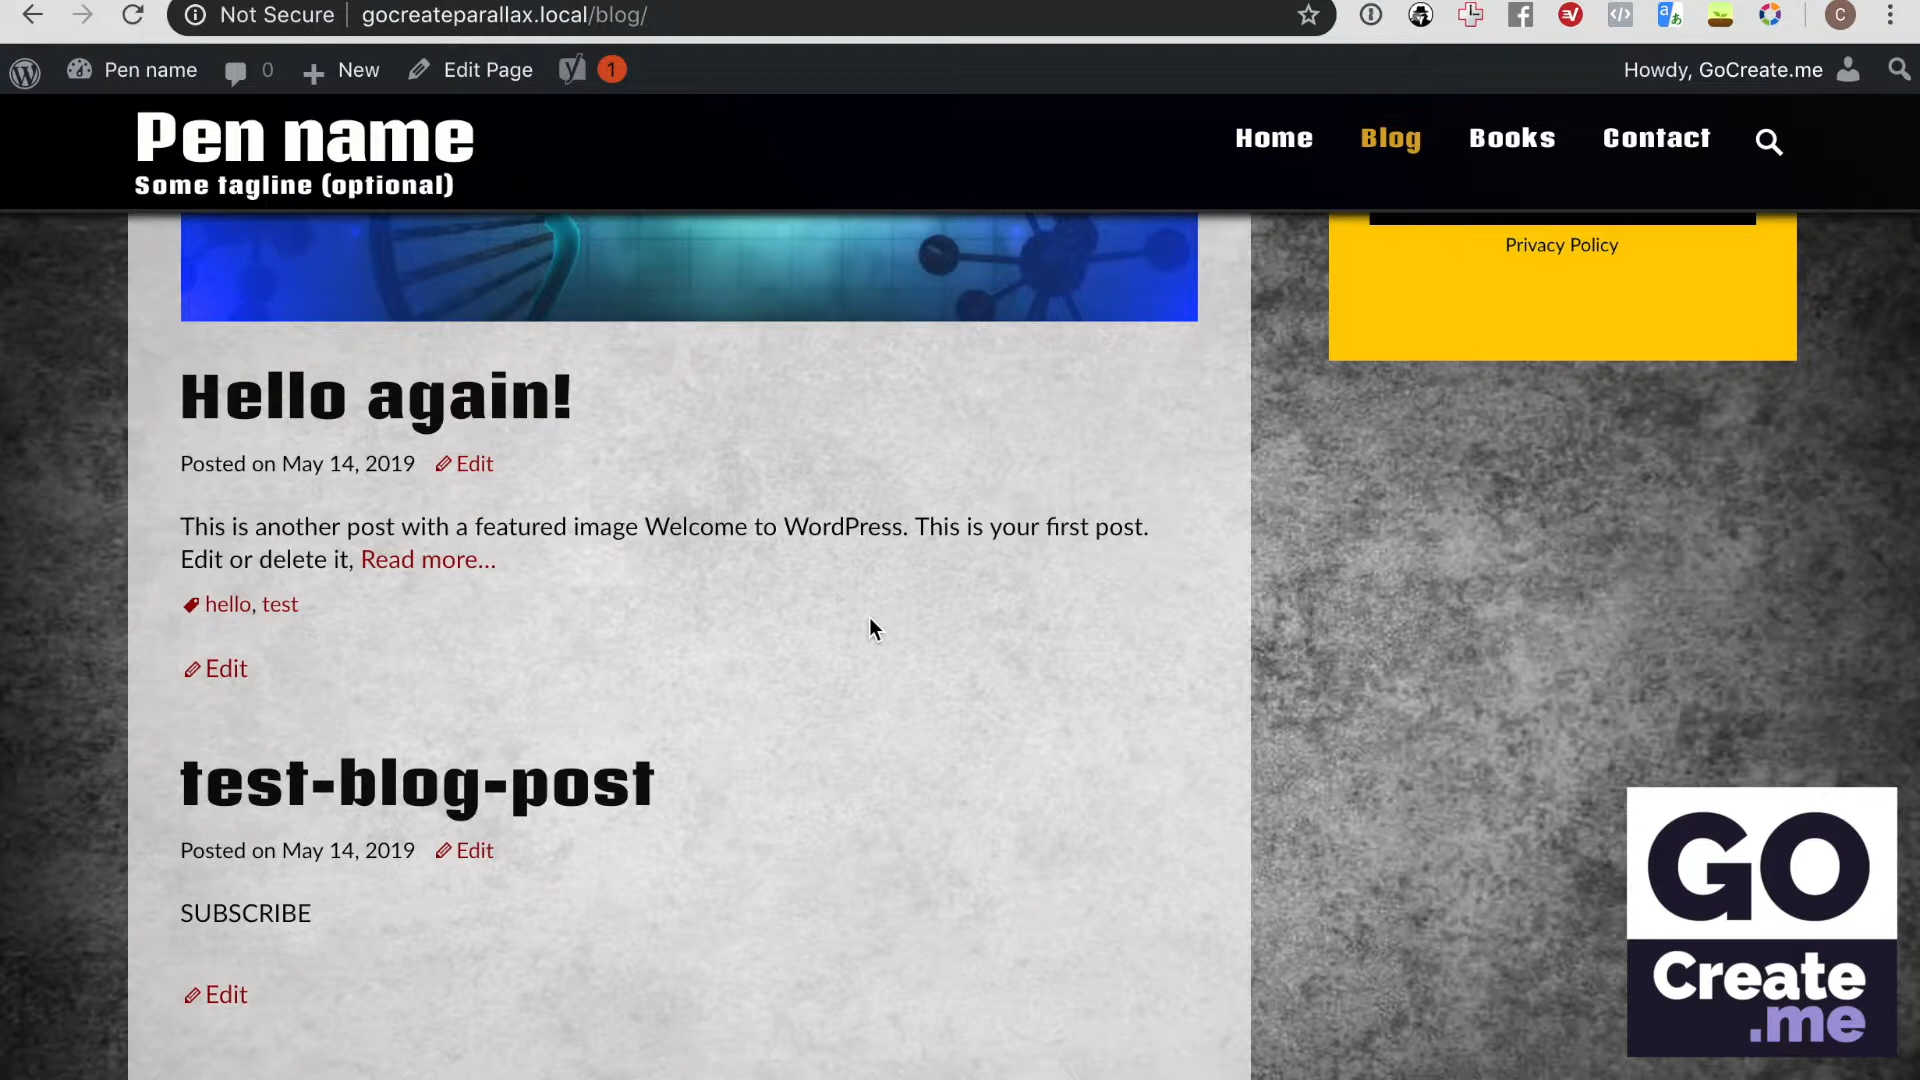 Not Secure | gocreateparallax.local/blog/
C
Pen name 0 New Edit Page 1 Howdy, GoCreate.me
Pen name
Some tagline (optional)
Home Blog Books Contact
Privacy Policy
Hello again!
Posted on May 14, 2019 Edit
This is another post with a featured image Welcome to WordPress. This is your first post.
Edit or delete it, Read more...
hello, test
Edit
test-blog-post
Posted on May 14, 2019 Edit
SUBSCRIBE
Edit
GO
Create
.me